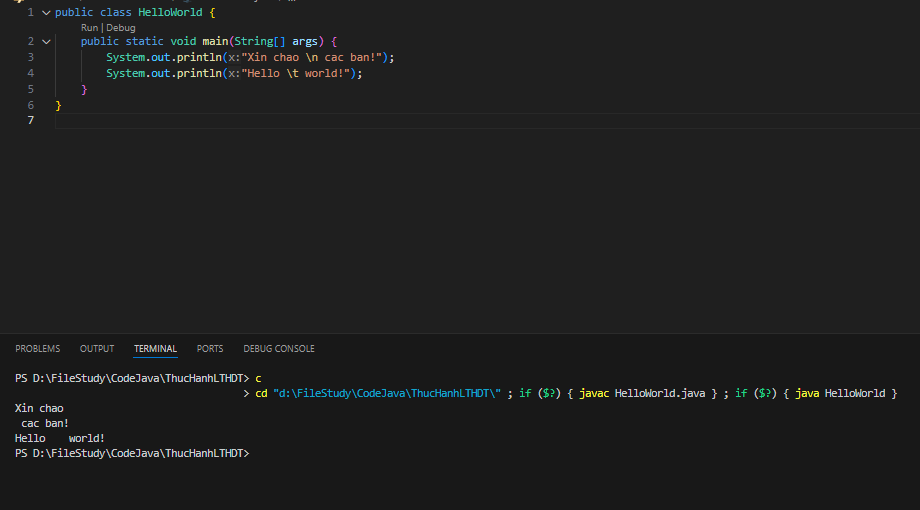 1 public class HelloWorld {
Run | Debug
2 public static void main(String[] args) {
3 System.out.println(x:"Xin chao \n cac ban!");
4 System.out.println(x:"Hello \t world!");
5 }
6 }
7
PROBLEMS OUTPUT TERMINAL PORTS DEBUG CONSOLE
PS D:\FileStudy\CodeJava\ThucHanhLTHDT> c
> cd "d:\FileStudy\CodeJava\ThucHanhLTHDT\" ; if ($?) { javac HelloWorld.java } ; if ($?) { java HelloWorld }
Xin chao
 cac ban!
Hello    world!
PS D:\FileStudy\CodeJava\ThucHanhLTHDT>